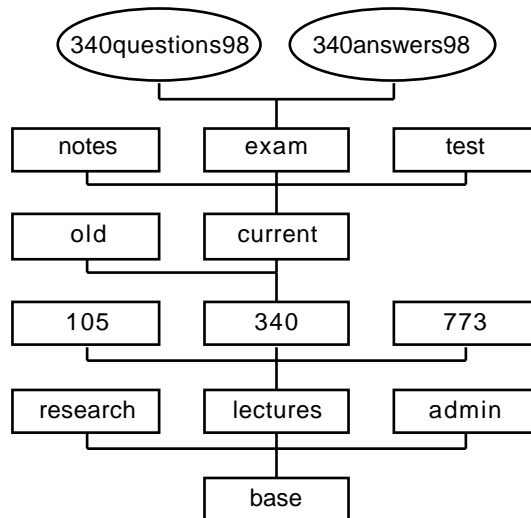 340questions98
340answers98
notes
exam
test
old
current
105
340
773
research
lectures
admin
base